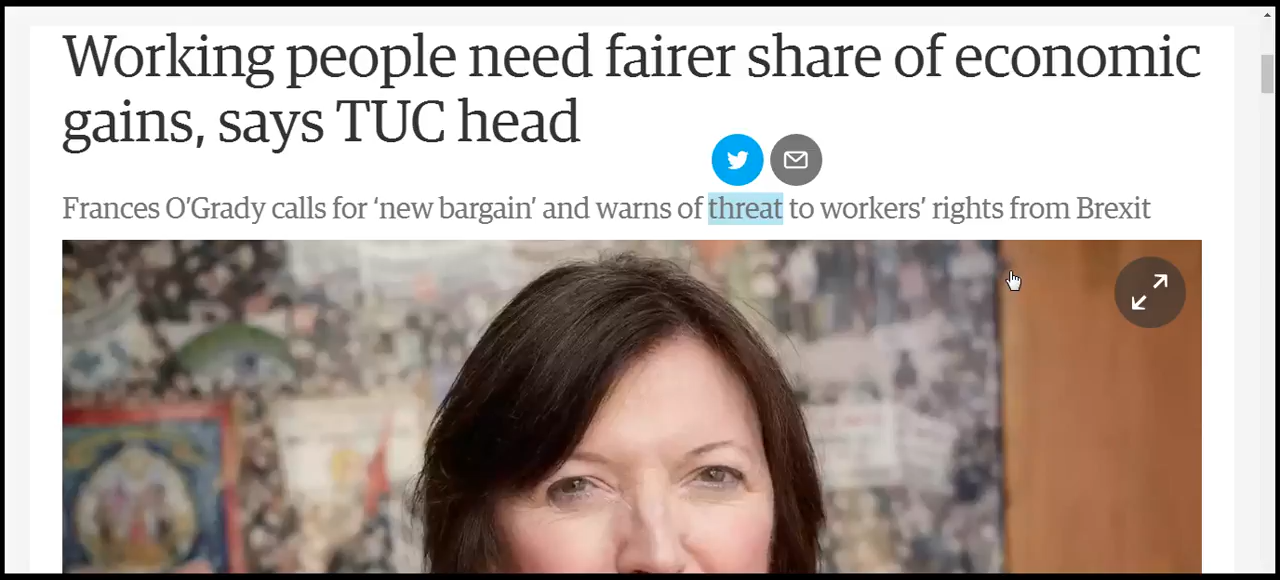 Working people need fairer share of economic
gains, says TUC head
Frances O’Grady calls for ‘new bargain’ and warns of threat to workers’ rights from Brexit